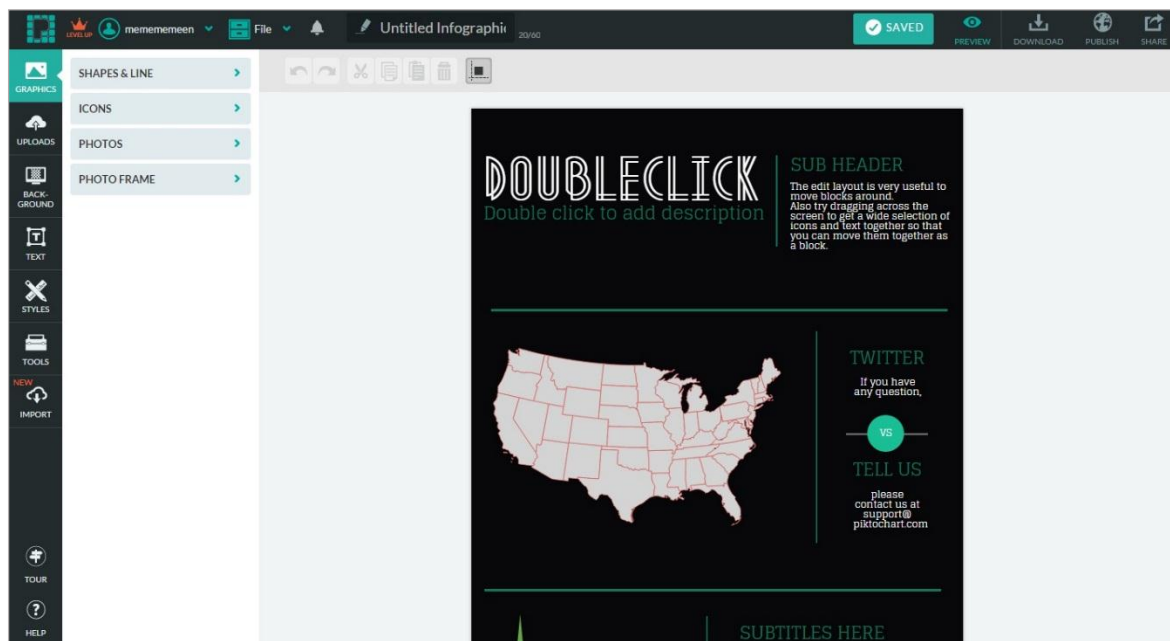 LEVEL UP
memememeen
File
Untitled Infographic
20/60
SAVED
PREVIEW
DOWNLOAD
PUBLISH
SHARE
GRAPHICS
UPLOADS
BACK-
GROUND
TEXT
STYLES
TOOLS
NEW
IMPORT
TOUR
HELP
SHAPES & LINE
ICONS
PHOTOS
PHOTO FRAME
DOUBLECLICK
Double click to add description
SUB HEADER
The edit layout is very useful to
move blocks around.
Also try dragging across the
screen to get a wide selection of
icons and text together so that
you can move them together as
a block.
TWITTER
If you have
any question,
VS
TELL US
please
contact us at
support@
piktochart.com
SUBTITLES HERE